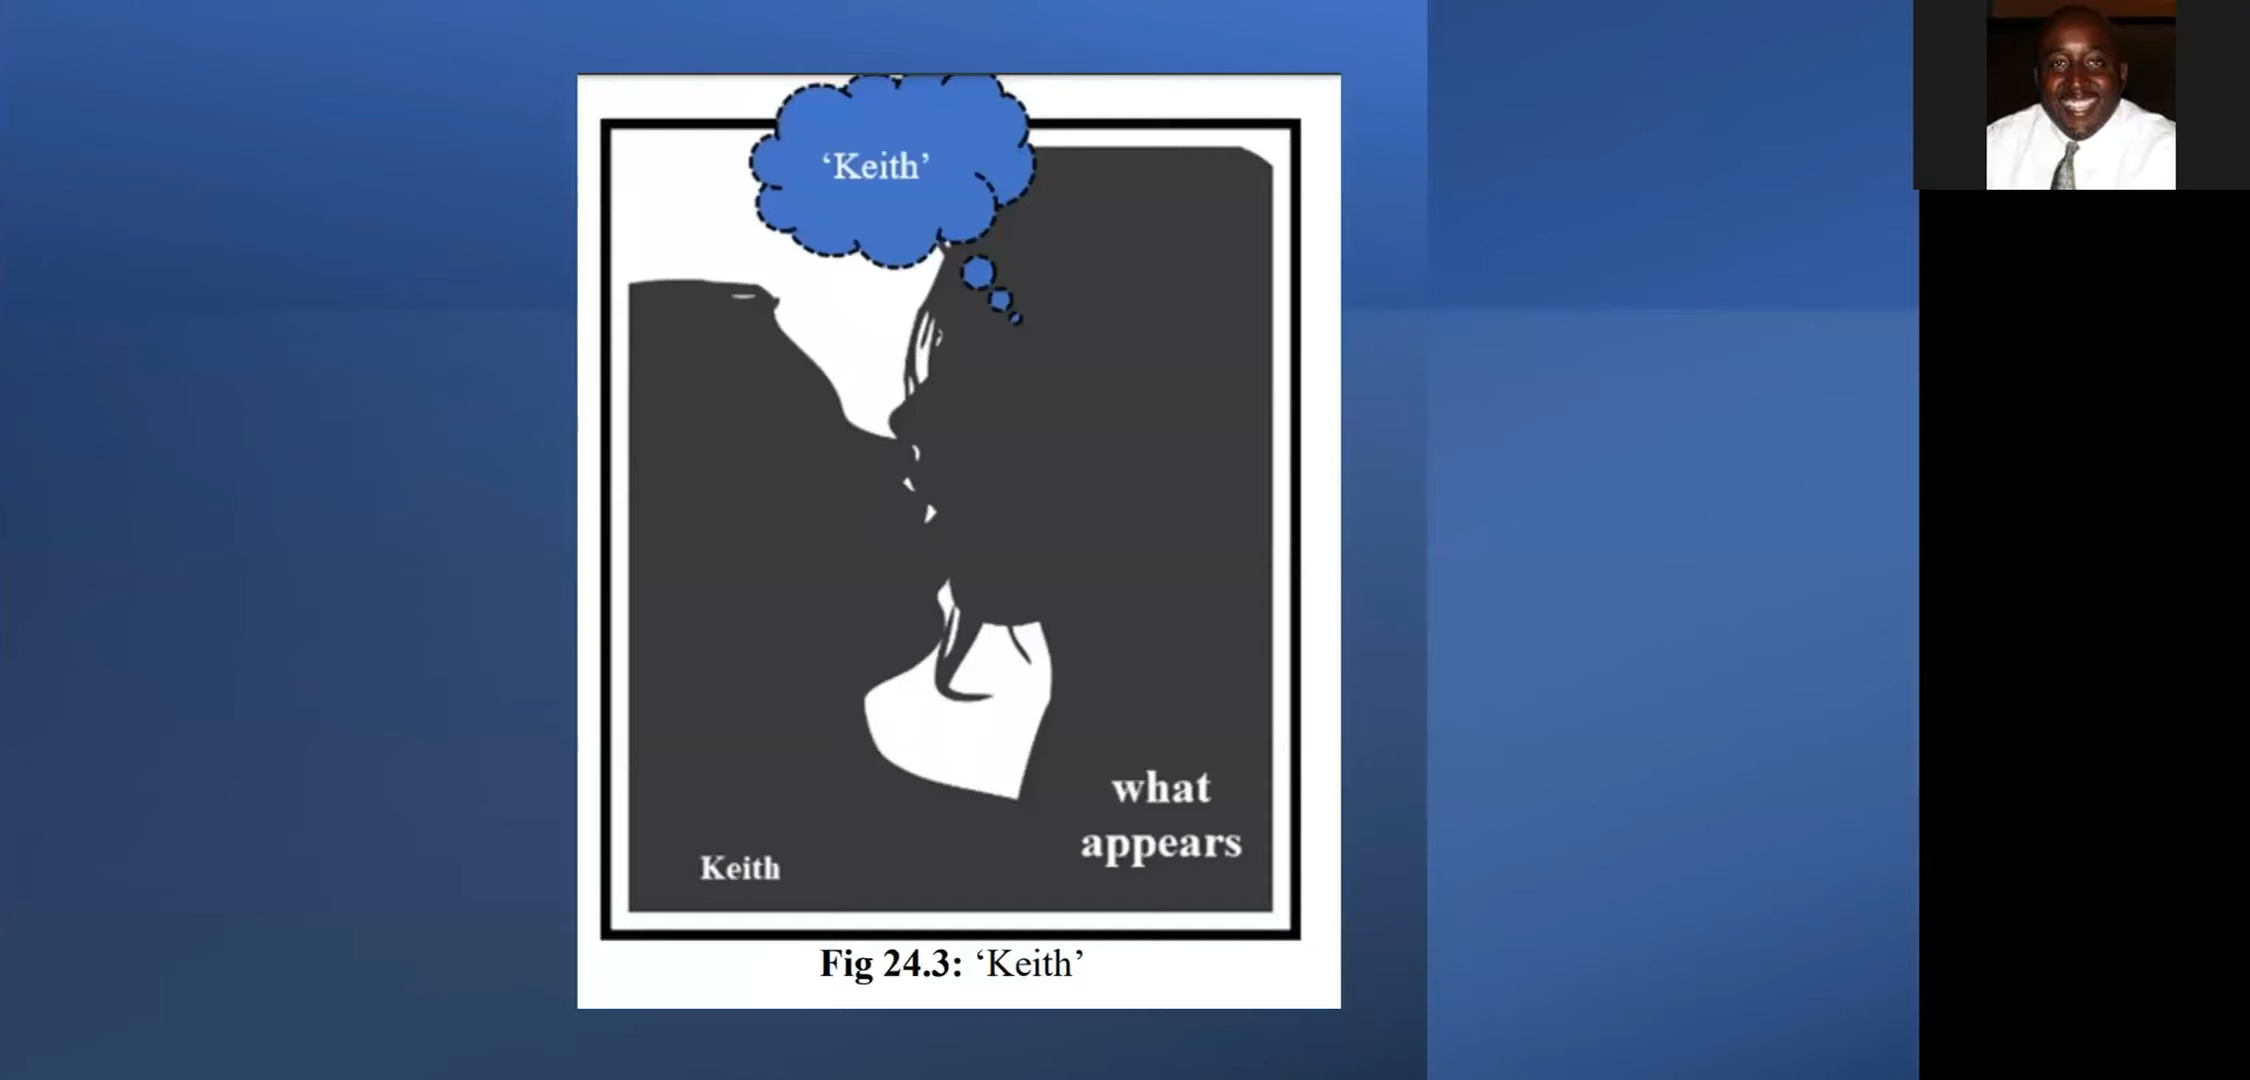 ‘Keith’
what
appears
Keith
Fig 24.3: ‘Keith’